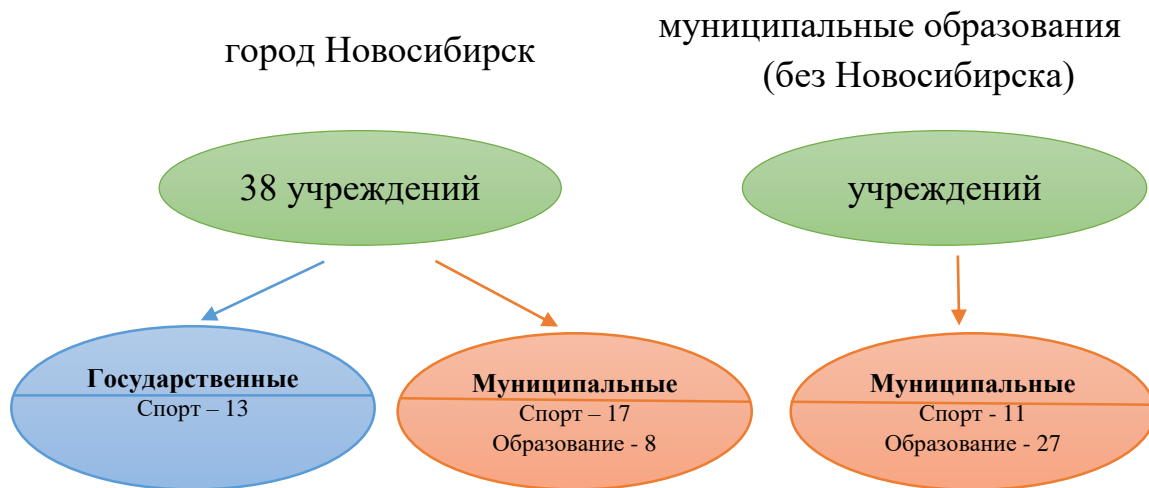 город Новосибирск
муниципальные образования
(без Новосибирска)
38 учреждений
учреждений
Государственные
Спорт – 13
Муниципальные
Спорт – 17
Образование - 8
Муниципальные
Спорт - 11
Образование - 27